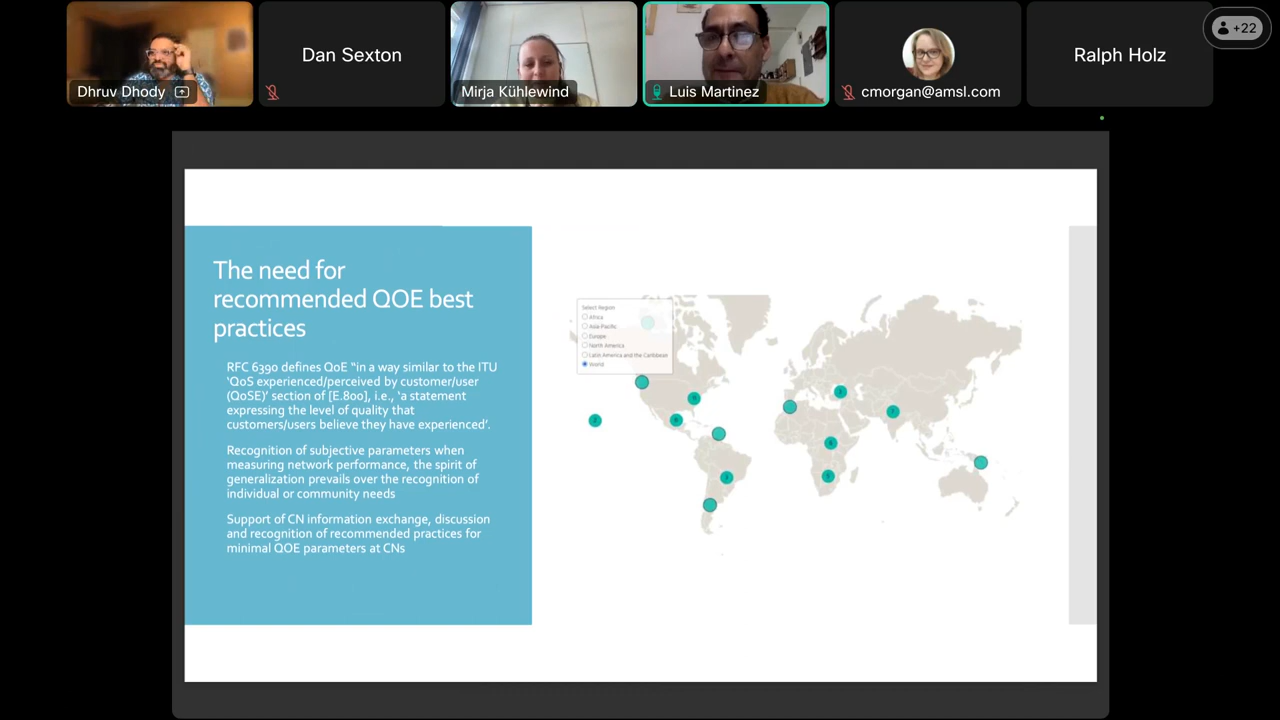 Dhruv Dhody
Dan Sexton
Mirja Kühlewind
Luis Martinez
cmorgan@amsl.com
Ralph Holz
+22
The need for
recommended QOE best
practices
RFC 6390 defines QoE “in a way similar to the ITU
‘QoS experienced/perceived by customer/user
(QoSE)’ section of [E.800], i.e., ‘a statement
expressing the level of quality that
customers/users believe they have experienced’.
Recognition of subjective parameters when
measuring network performance, the spirit of
generalization prevails over the recognition of
individual or community needs
Support of CN information exchange, discussion
and recognition of recommended practices for
minimal QOE parameters at CNs
Select Region
Africa
Asia Pacific
Europe
North America
Latin America and the Caribbean
World